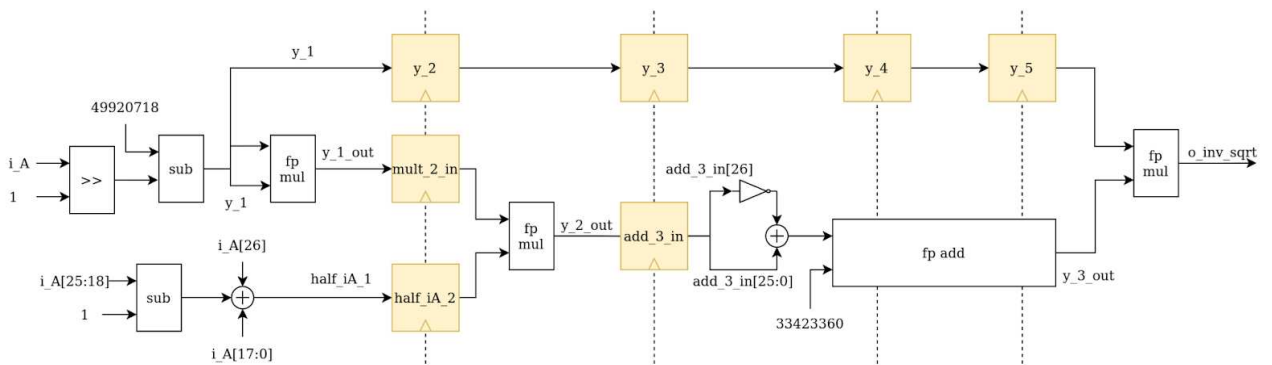 y_1
y_2
y_3
y_4
y_5
49920718
i_A
1
>>
sub
y_1
fp
mul
y_1_out
mult_2_in
fp
mul
y_2_out
add_3_in[26]
add_3_in
add_3_in[25:0]
fp add
33423360
y_3_out
fp
mul
o_inv_sqrt
i_A[26]
i_A[25:18]
1
sub
i_A[17:0]
half_iA_1
half_iA_2